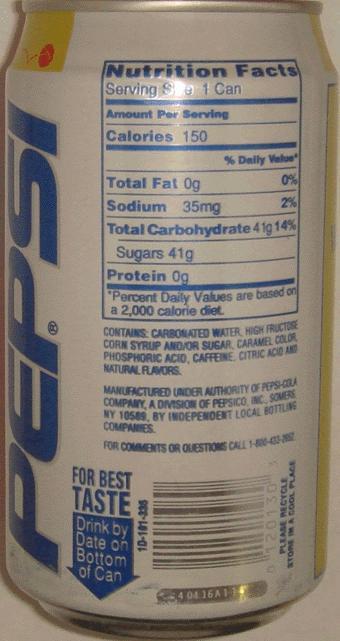 PEPSI®
Nutrition Facts
Serving e 1 Can
Amount Per Serving
Calories 150
% Daily Value*
Total Fat 0g 0%
Sodium 35mg 2%
Total Carbohydrate 41g 14%
Sugars 41g
Protein 0g
*Percent Daily Values are based on
a 2,000 calorie diet.
CONTAINS: CARBONATED WATER, HIGH FRUCTOSE
CORN SYRUP AND/OR SUGAR, CARAMEL COLOR,
PHOSPHORIC ACID, CAFFEINE, CITRIC ACID AND
NATURAL FLAVORS.
MANUFACTURED UNDER AUTHORITY OF PEPSI-COLA
COMPANY, A DIVISION OF PEPSICO, INC., SOMERS,
NY 10589, BY INDEPENDENT LOCAL BOTTLING
COMPANIES.
FOR COMMENTS OR QUESTIONS CALL 1-800-433-2652
FOR BEST
TASTE
Drink by
Date on
Bottom
of Can
10-101-335
PLEASE RECYCLE
STORE IN A COOL PLACE